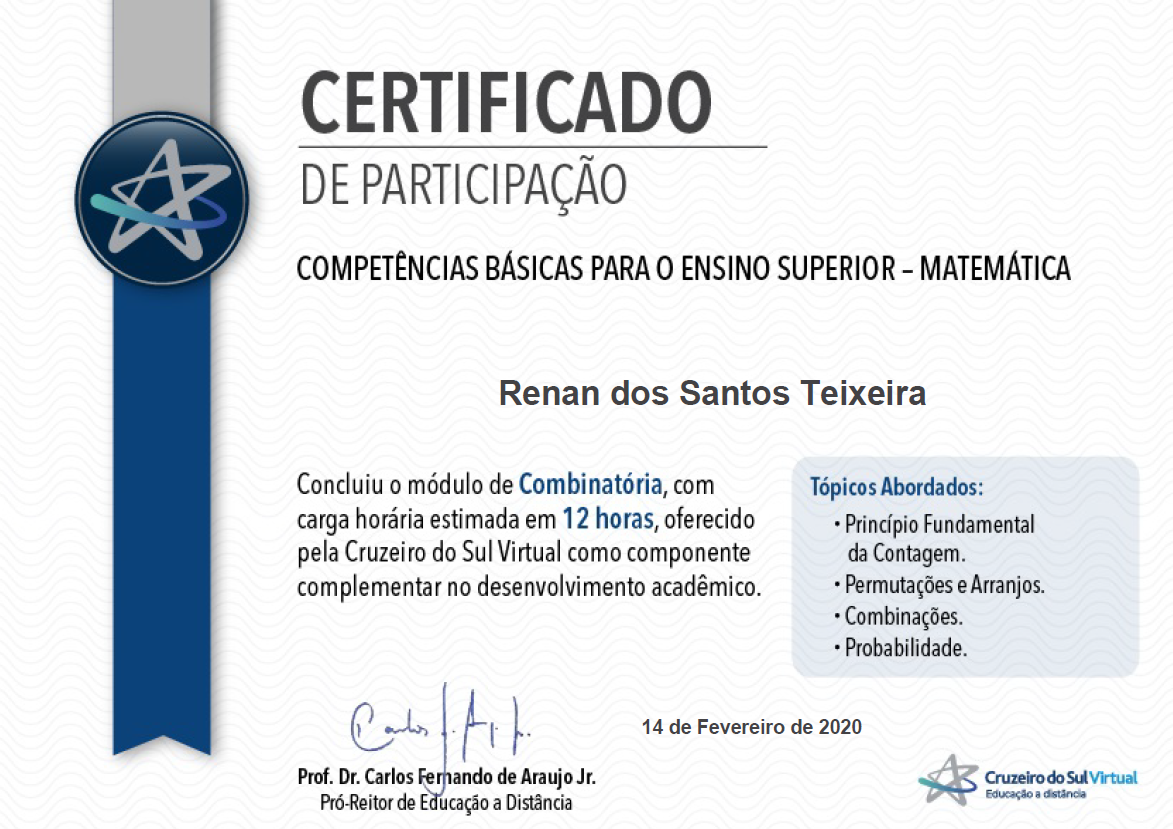 CERTIFICADO
DE PARTICIPAÇÃO
COMPETÊNCIAS BÁSICAS PARA O ENSINO SUPERIOR – MATEMÁTICA
Renan dos Santos Teixeira
Concluiu o módulo de Combinatória, com
carga horária estimada em 12 horas, oferecido
pela Cruzeiro do Sul Virtual como componente
complementar no desenvolvimento acadêmico.
Tópicos Abordados:
• Princípio Fundamental
da Contagem.
• Permutações e Arranjos.
• Combinações.
• Probabilidade.
14 de Fevereiro de 2020
Prof. Dr. Carlos Fernando de Araujo Jr.
Pró-Reitor de Educação a Distância
Cruzeiro do Sul Virtual
Educação a distância